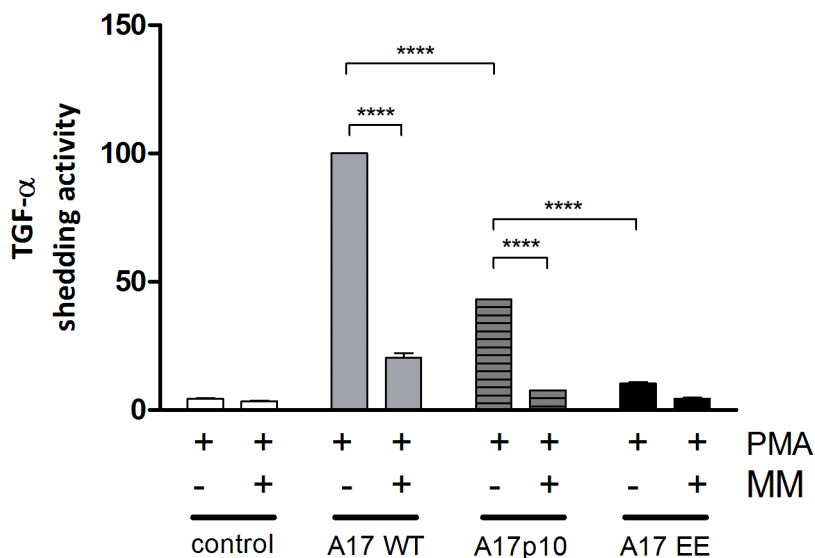 150
TGF-α
shedding activity
100
50
0
****
****
****
****
+ + + + + + + + PMA
- + - + - + - + MM
control A17 WT A17p10 A17 EE